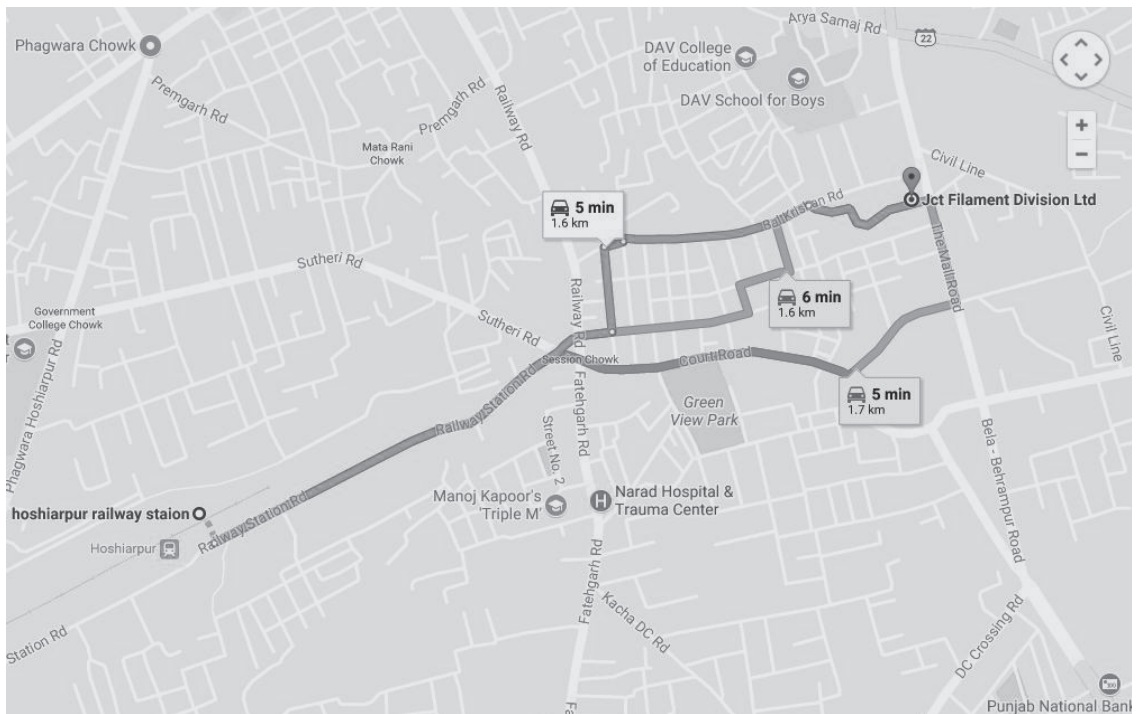 Arya Samaj Rd
22
Phagwara Chowk
DAV College
of Education
DAV School for Boys
Premgarh Rd
Premgarh Rd
Railway Rd
Mata Rani
Chowk
+
−
Civil Line
5 min
1.6 km
Jct Filament Division Ltd
Sutheri Rd
Railway Rd
6 min
1.6 km
The Mall Road
Government
College Chowk
Sutheri Rd
Civil Line
Session Chowk
Court Road
5 min
1.7 km
Phagwara Hoshiarpur Rd
Railway Station Rd
Fatehgarh Rd
Green
View Park
Street No. 2
Bela - Behrampur Road
Manoj Kapoor's
'Triple M'
H
Narad Hospital &
Trauma Center
hoshiarpur railway staion
Railway Station Rd
Hoshiarpur
Fatehgarh Rd
Kacha DC Rd
Station Rd
DC Crossing Rd
Punjab National Bank